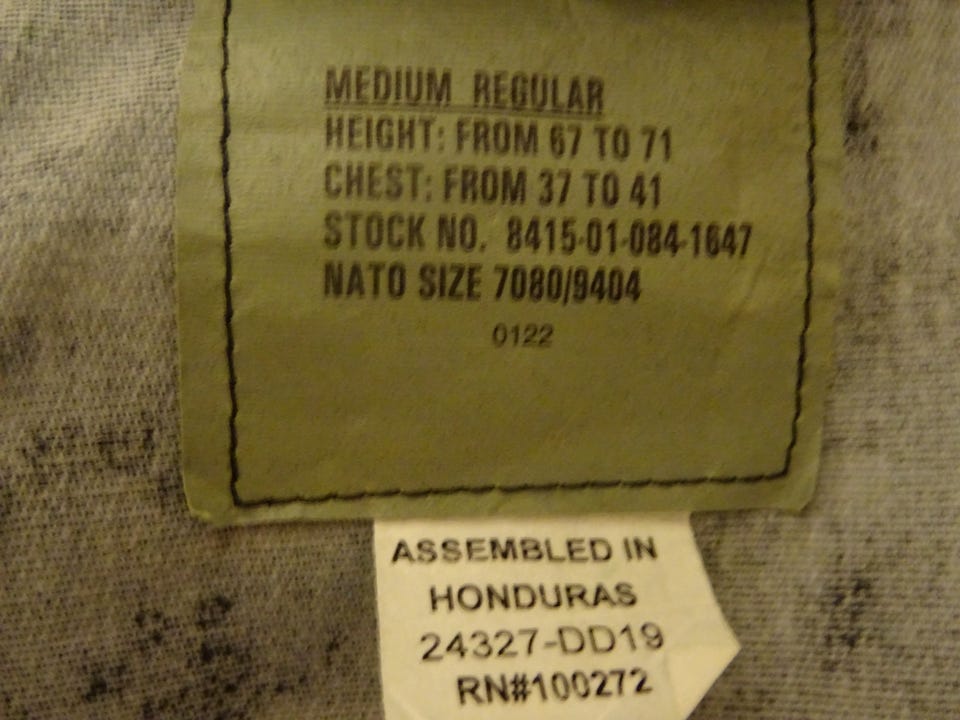 MEDIUM REGULAR
HEIGHT: FROM 67 TO 71
CHEST: FROM 37 TO 41
STOCK NO. 8415-01-084-1647
NATO SIZE 7080/9404
0122
ASSEMBLED IN
HONDURAS
24327-DD19
RN#100272